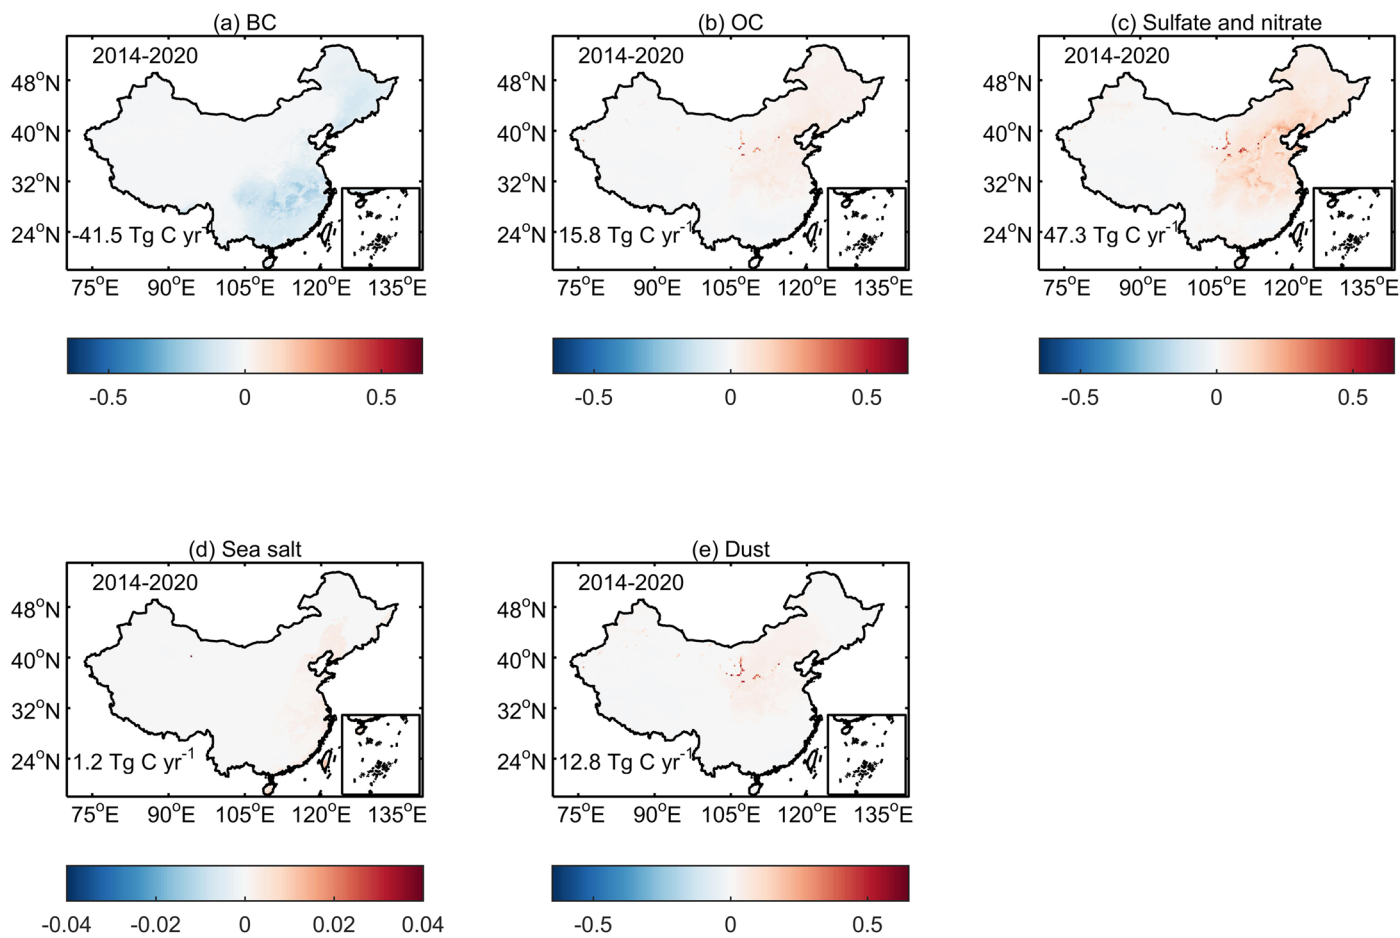 (a) BC
2014-2020
48°N
40°N
32°N
24°N
-41.5 Tg C yr
75°E 90°E 105°E 120°E 135°E
-0.5 0 0.5
(b) OC
2014-2020
48°N
40°N
32°N
24°N
15.8 Tg C yr⁻¹
75°E 90°E 105°E 120°E 135°E
-0.5 0 0.5
(c) Sulfate and nitrate
2014-2020
48°N
40°N
32°N
24°N
47.3 Tg C yr⁻¹
75°E 90°E 105°E 120°E 135°E
-0.5 0 0.5
(d) Sea salt
2014-2020
48°N
40°N
32°N
24°N
1.2 Tg C yr⁻¹
75°E 90°E 105°E 120°E 135°E
-0.04 -0.02 0 0.02 0.04
(e) Dust
2014-2020
48°N
40°N
32°N
24°N
12.8 Tg C yr⁻¹
75°E 90°E 105°E 120°E 135°E
-0.5 0 0.5